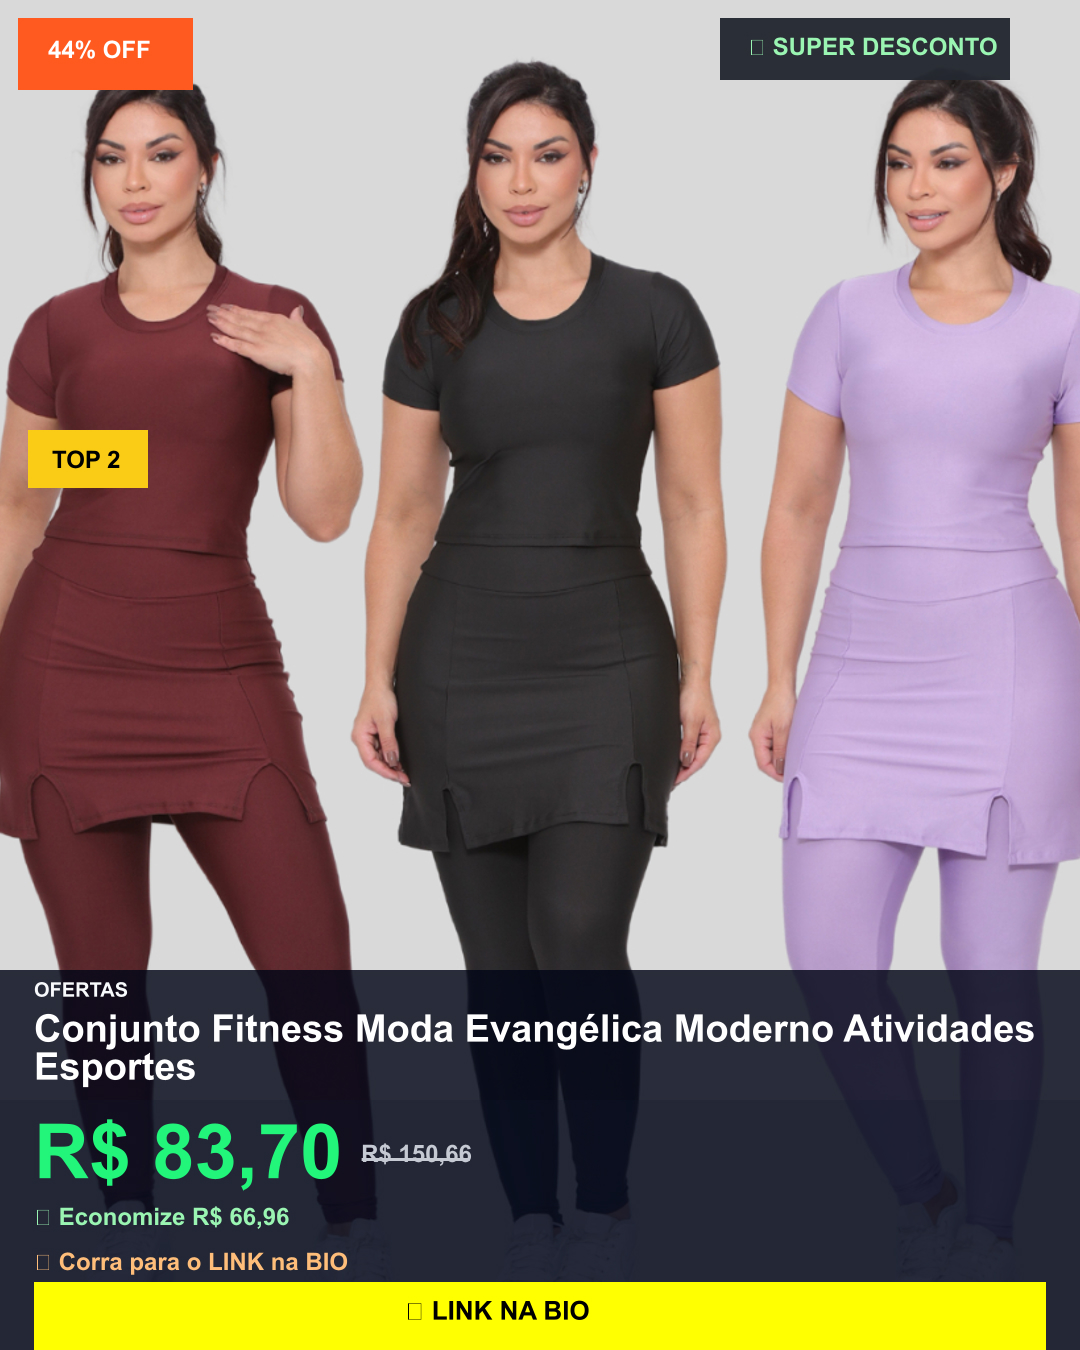 44% OFF
SUPER DESCONTO
TOP 2
OFERTAS
Conjunto Fitness Moda Evangélica Moderno Atividades
Esportes
R$ 83,70 R$ 150,66
Economize R$ 66,96
Corra para o LINK na BIO
LINK NA BIO